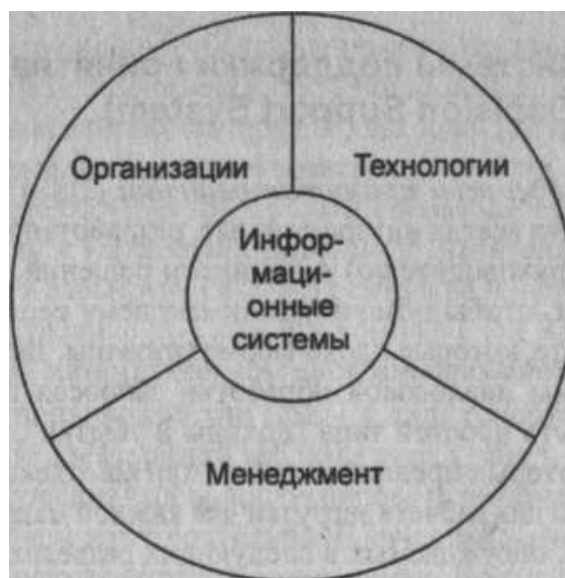 Организации
Технологии
Инфор-
маци-
онные
системы
Менеджмент